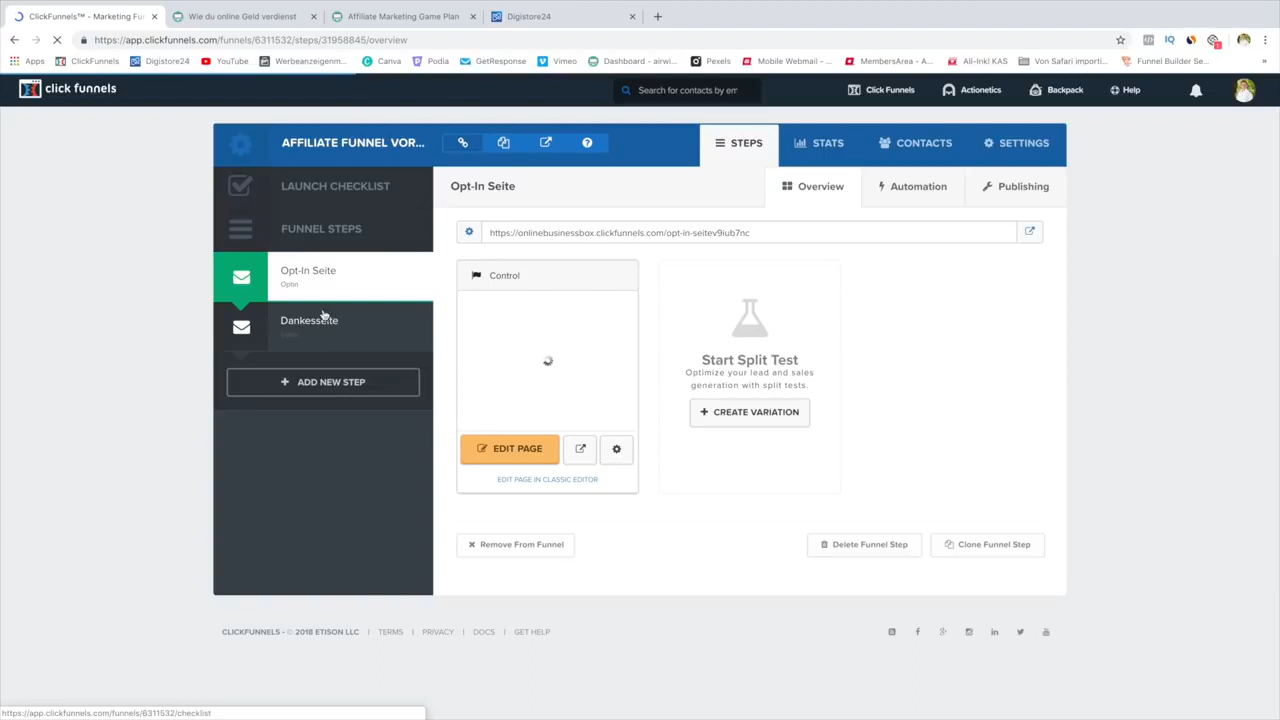 ClickFunnels™ - Marketing Fu
Wie du online Geld verdienst
Affiliate Marketing Game Plan
Digistore24
https://app.clickfunnels.com/funnels/6311532/steps/31958845/overview
Apps
ClickFunnels
Digistore24
YouTube
Werbeanzeigenm...
Canva
Podia
GetResponse
Vimeo
Dashboard - airwi...
Pexels
Mobile Webmail - ...
MembersArea - A...
All-Inkl KAS
Von Safari importi...
Funnel Builder Se...
»
click funnels
Search for contacts by em
Click Funnels
Actionetics
Backpack
Help
AFFILIATE FUNNEL VOR...
STEPS
STATS
CONTACTS
SETTINGS
LAUNCH CHECKLIST
Opt-In Seite
Overview
Automation
Publishing
FUNNEL STEPS
https://onlinebusinessbox.clickfunnels.com/opt-in-seitev9iub7nc
Opt-In Seite
Optin
Control
Dankesseite
Start Split Test
Optimize your lead and sales
generation with split tests.
ADD NEW STEP
CREATE VARIATION
EDIT PAGE
EDIT PAGE IN CLASSIC EDITOR
Remove From Funnel
Delete Funnel Step
Clone Funnel Step
CLICKFUNNELS - © 2018 ETISON LLC | TERMS | PRIVACY | DOCS | GET HELP
https://app.clickfunnels.com/funnels/6311532/checklist